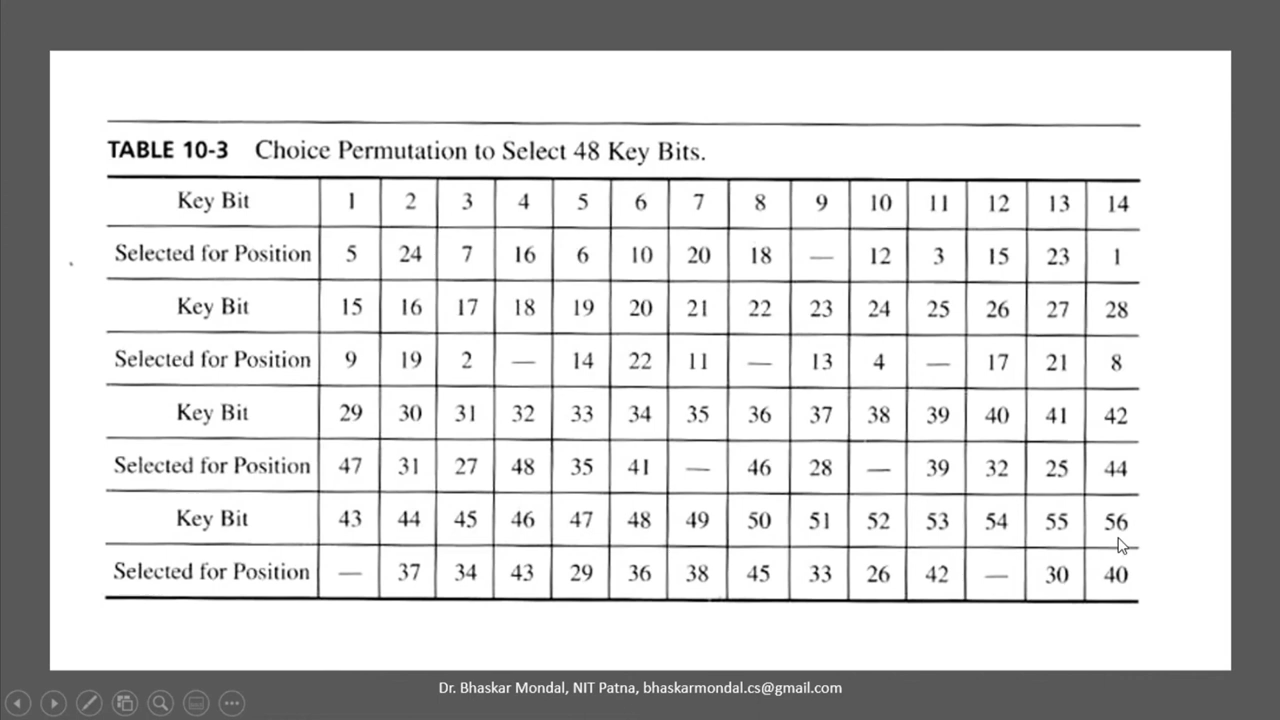 TABLE 10-3 Choice Permutation to Select 48 Key Bits.
Key Bit 1 2 3 4 5 6 7 8 9 10 11 12 13 14
Selected for Position 5 24 7 16 6 10 20 18 — 12 3 15 23 1
Key Bit 15 16 17 18 19 20 21 22 23 24 25 26 27 28
Selected for Position 9 19 2 — 14 22 11 — 13 4 — 17 21 8
Key Bit 29 30 31 32 33 34 35 36 37 38 39 40 41 42
Selected for Position 47 31 27 48 35 41 — 46 28 — 39 32 25 44
Key Bit 43 44 45 46 47 48 49 50 51 52 53 54 55 56
Selected for Position — 37 34 43 29 36 38 45 33 26 42 — 30 40
Dr. Bhaskar Mondal, NIT Patna, bhaskarmondal.cs@gmail.com